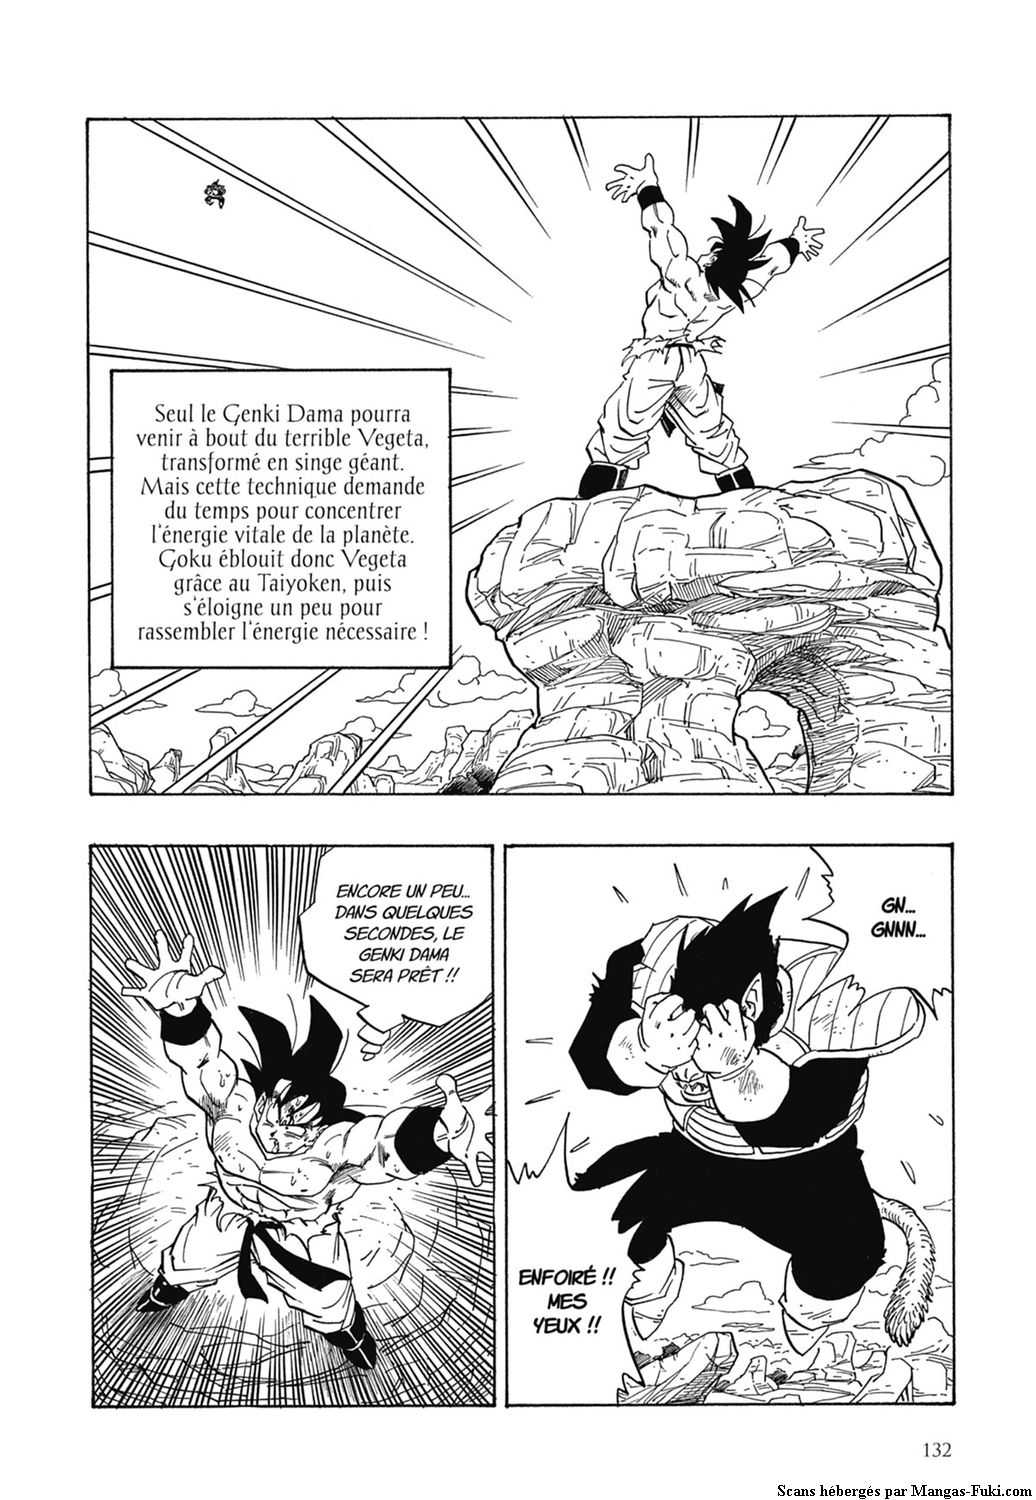 Seul le Genki Dama pourra
venir à bout du terrible Vegeta,
transformé en singe géant.
Mais cette technique demande
du temps pour concentrer
l'énergie vitale de la planète.
Goku éblouit donc Vegeta
grâce au Taiyoken, puis
s'éloigne un peu pour
rassembler l'énergie nécessaire !
ENCORE UN PEU...
DANS QUELQUES
SECONDES, LE
GENKI DAMA
SERA PRÊT !!
GN...
GNNN...
ENFOIRÉ !!
MES
YEUX !!
132
Scans hébergés par Mangas-Fuki.com